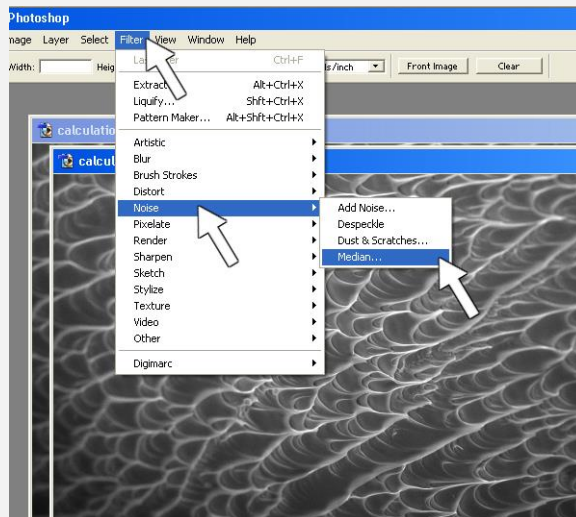 Photoshop
mage Layer Select Filter View Window Help
Width: Heig s/inch Front Image Clear
Ctrl+F
Extract Alt+Ctrl+X
Liquify... Shft+Ctrl+X
Pattern Maker... Alt+Shft+Ctrl+X
calculatio
Artistic
Blur
calcul
Brush Strokes
Distort
Noise
Add Noise...
Pixelate
Despeckle
Render
Dust & Scratches...
Sharpen
Median...
Sketch
Stylize
Texture
Video
Other
Digimarc